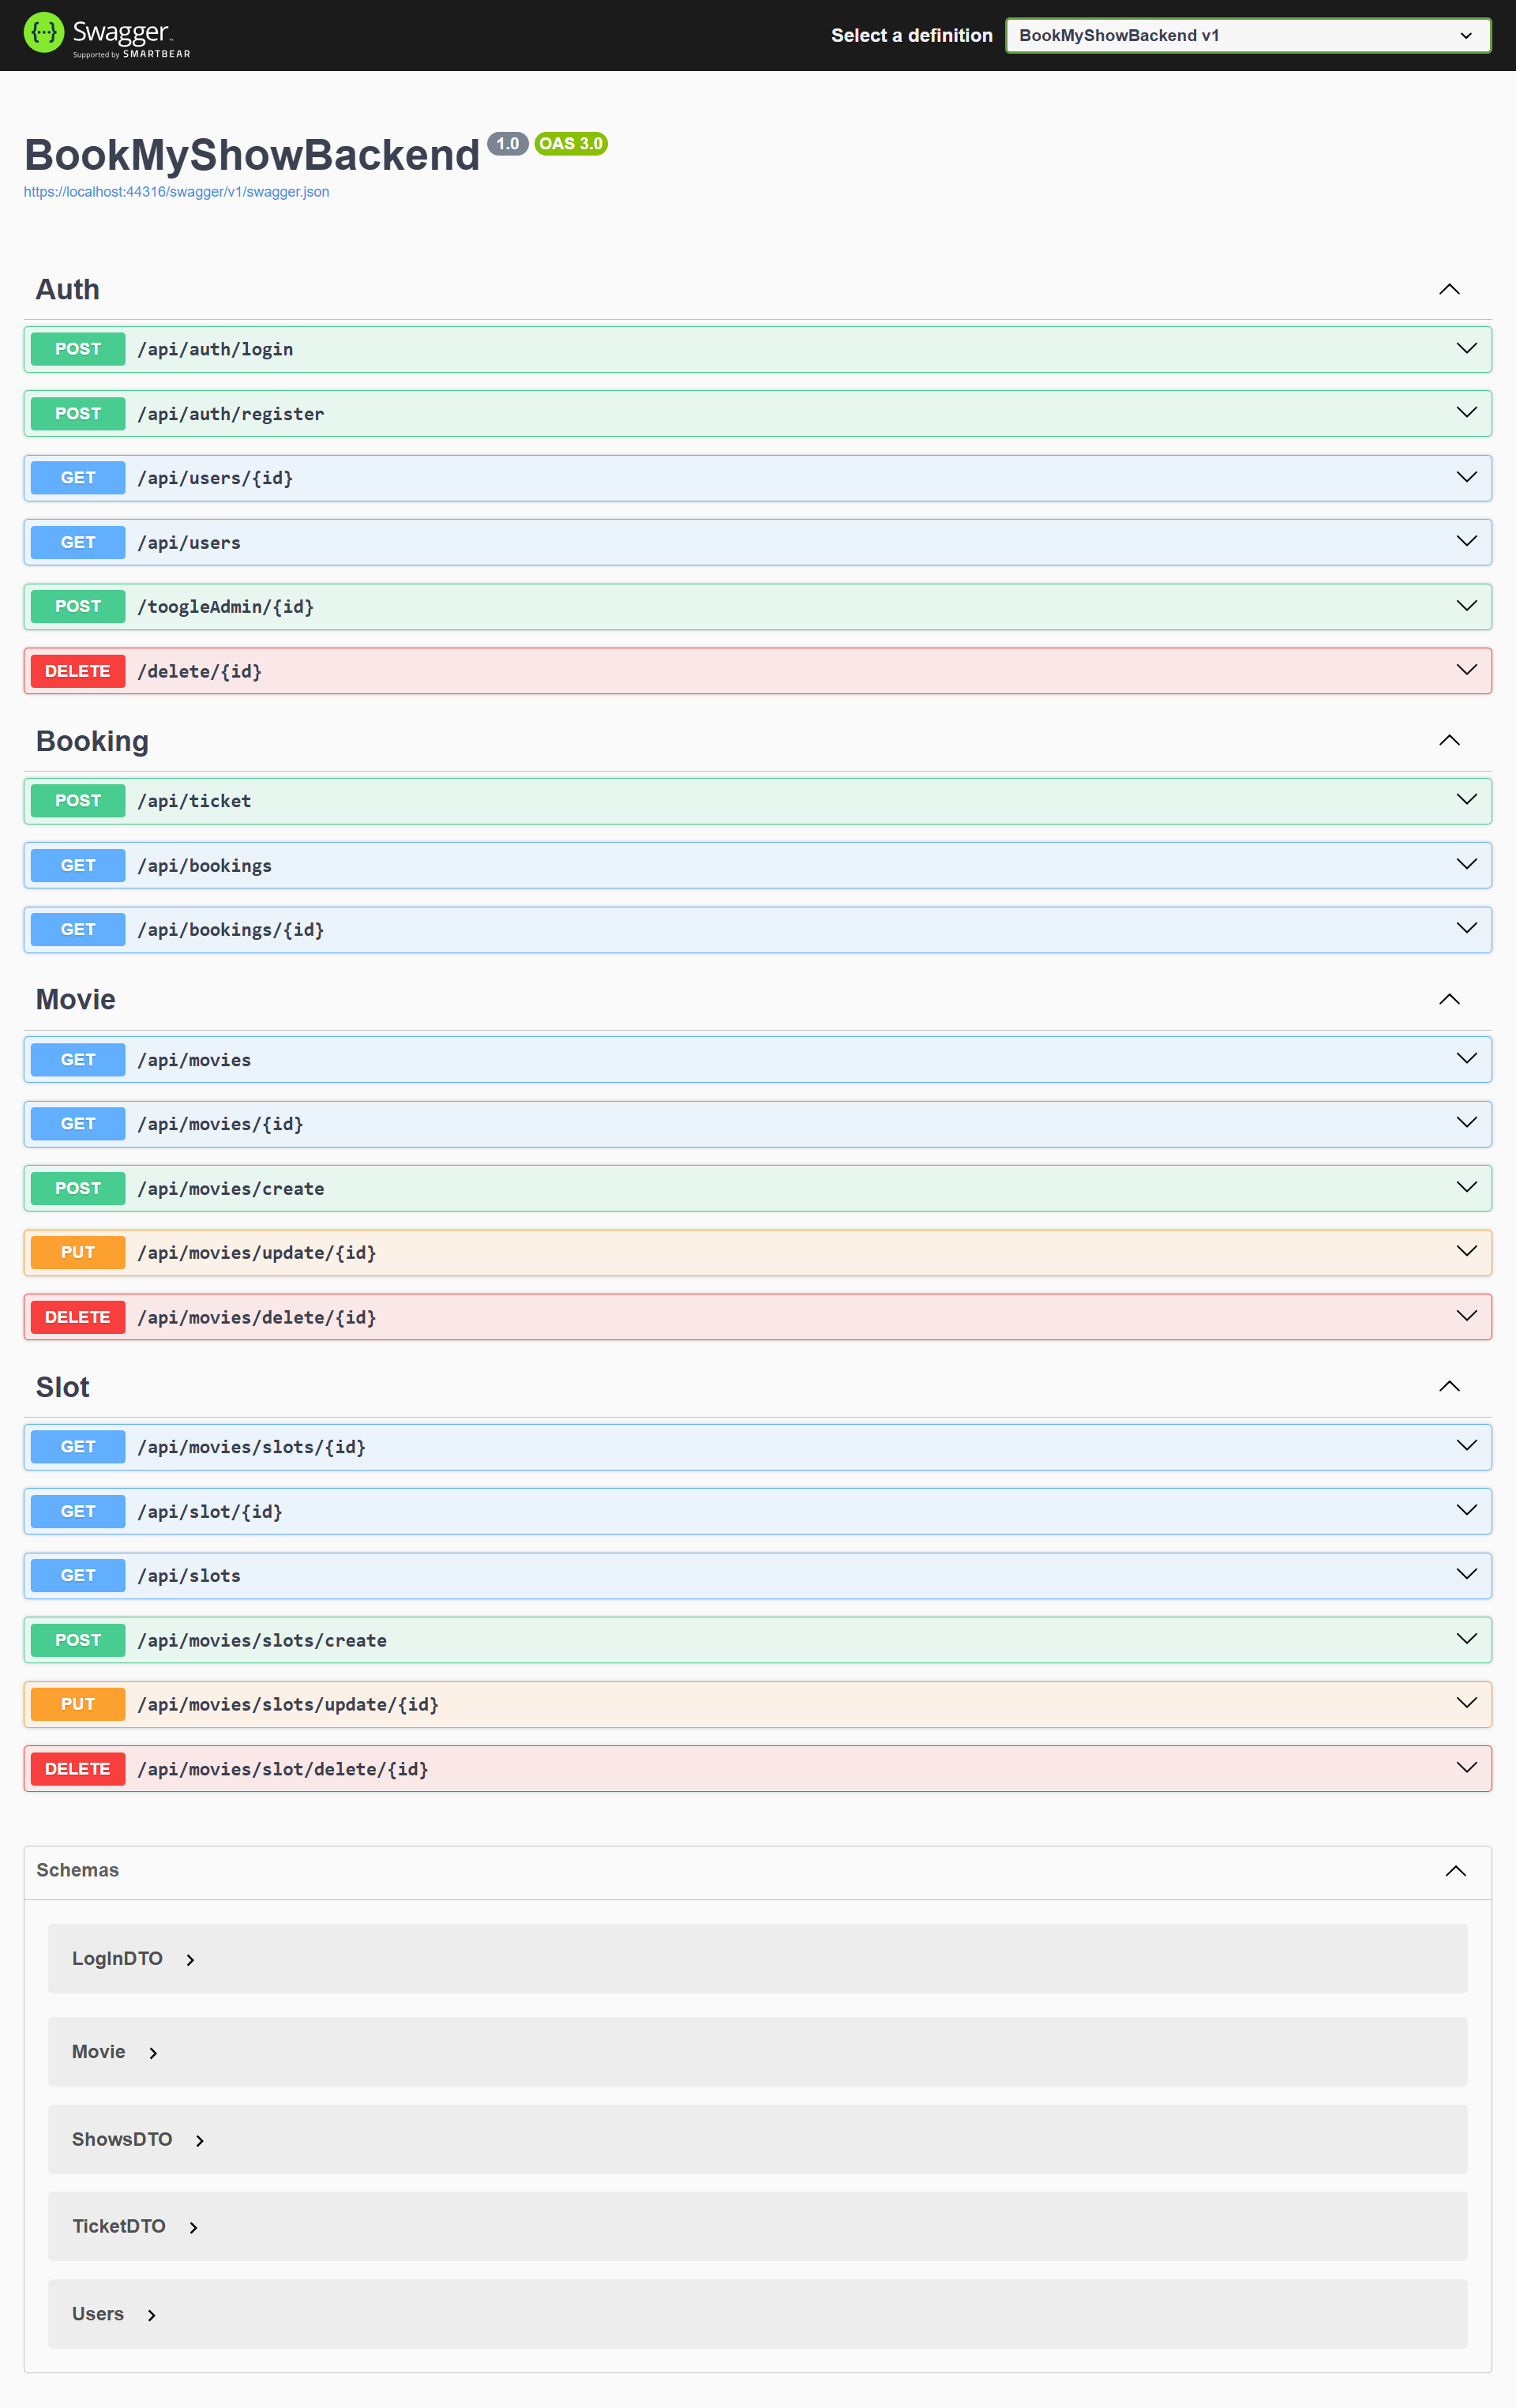 Swagger
Supported by SMARTBEAR
Select a definition
BookMyShowBackend v1
BookMyShowBackend 1.0 OAS 3.0
https://localhost:44316/swagger/v1/swagger.json
Auth
POST /api/auth/login
POST /api/auth/register
GET /api/users/{id}
GET /api/users
POST /toogleAdmin/{id}
DELETE /delete/{id}
Booking
POST /api/ticket
GET /api/bookings
GET /api/bookings/{id}
Movie
GET /api/movies
GET /api/movies/{id}
POST /api/movies/create
PUT /api/movies/update/{id}
DELETE /api/movies/delete/{id}
Slot
GET /api/movies/slots/{id}
GET /api/slot/{id}
GET /api/slots
POST /api/movies/slots/create
PUT /api/movies/slots/update/{id}
DELETE /api/movies/slot/delete/{id}
Schemas
LogInDTO
Movie
ShowsDTO
TicketDTO
Users